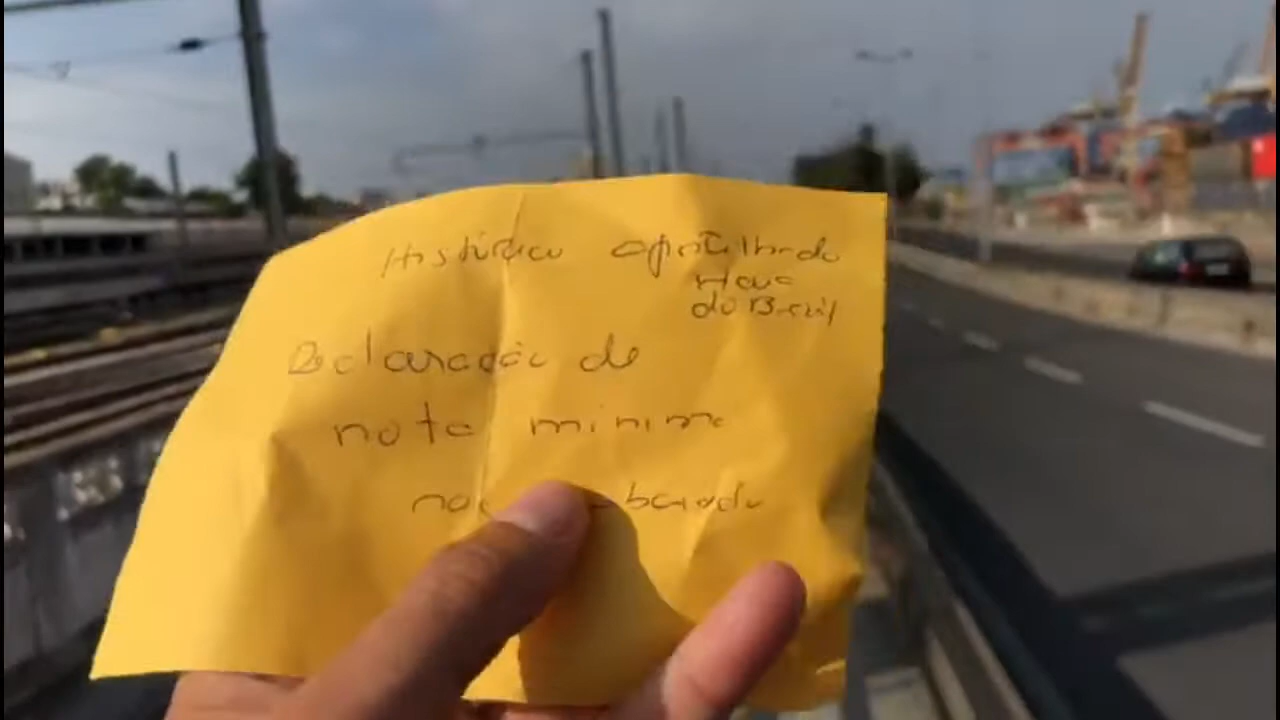 Histórico apostilhado
Haia
do Brasil
Declaração de
nota minima